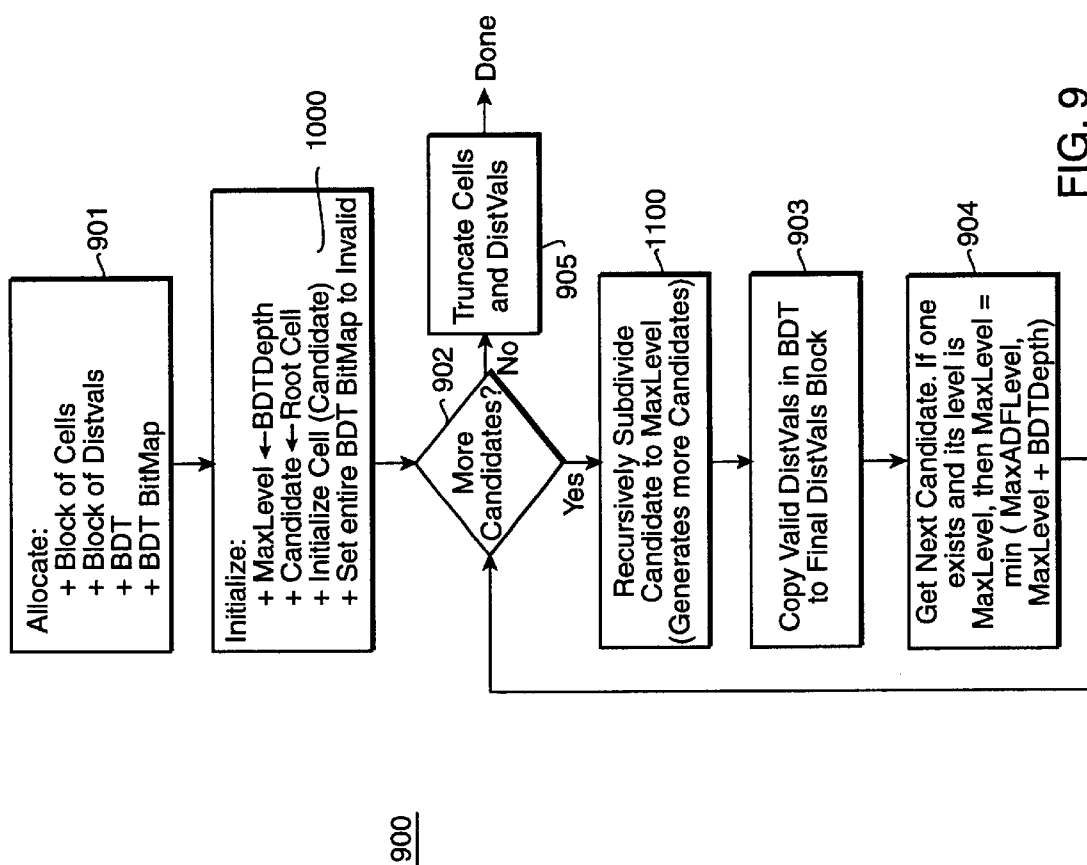 900
Allocate:
+ Block of Cells
+ Block of Distvals
+ BDT
+ BDT BitMap
901
Initialize:
+ MaxLevel ←BDTDepth
+ Candidate ←Root Cell
+ Initialize Cell (Candidate)
+ Set entire BDT BitMap to Invalid
1000
More
Candidates?
902
No
Truncate Cells
and DistVals
905
Done
Yes
Recursively Subdivide
Candidate to MaxLevel
(Generates more Candidates)
1100
Copy Valid DistVals in BDT
to Final DistVals Block
903
Get Next Candidate. If one
exists and its level is
MaxLevel, then MaxLevel =
min ( MaxADFLevel,
MaxLevel + BDTDepth)
904
FIG. 9